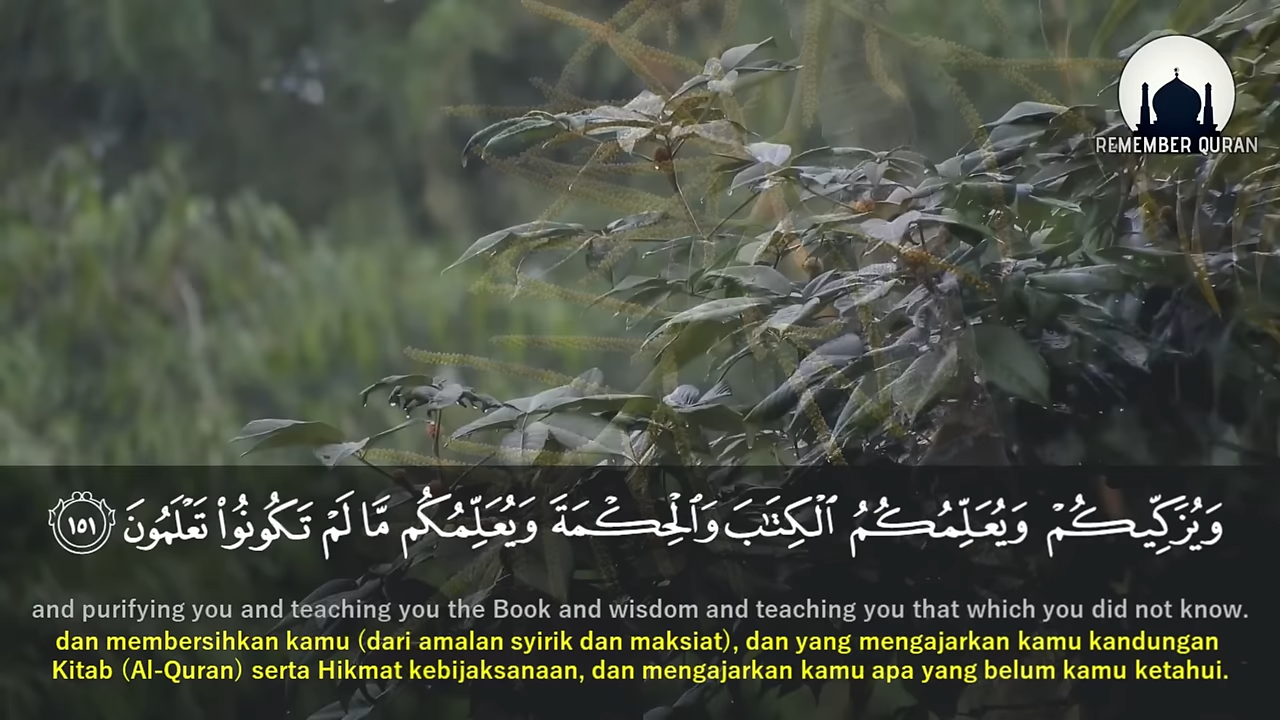 REMEMBER QURAN
وَيُزَكِّيكُمْ وَيُعَلِّمُكُمُ ٱلْكِتَٰبَ وَٱلْحِكْمَةَ وَيُعَلِّمُكُم مَّا لَمْ تَكُونُوا۟ تَعْلَمُونَ ١٥١
and purifying you and teaching you the Book and wisdom and teaching you that which you did not know.
dan membersihkan kamu (dari amalan syirik dan maksiat), dan yang mengajarkan kamu kandungan
Kitab (Al-Quran) serta Hikmat kebijaksanaan, dan mengajarkan kamu apa yang belum kamu ketahui.